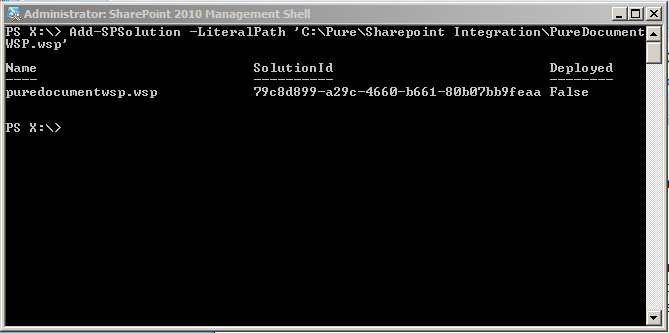 Administrator: SharePoint 2010 Management Shell
PS X:\> Add-SPSolution -LiteralPath 'C:\Pure\Sharepoint Integration\PureDocument
WSP.wsp'
Name SolutionId Deployed
---- ---------- --------
puredocumentwsp.wsp 79c8d899-a29c-4660-b661-80b07bb9feaa False
PS X:\>